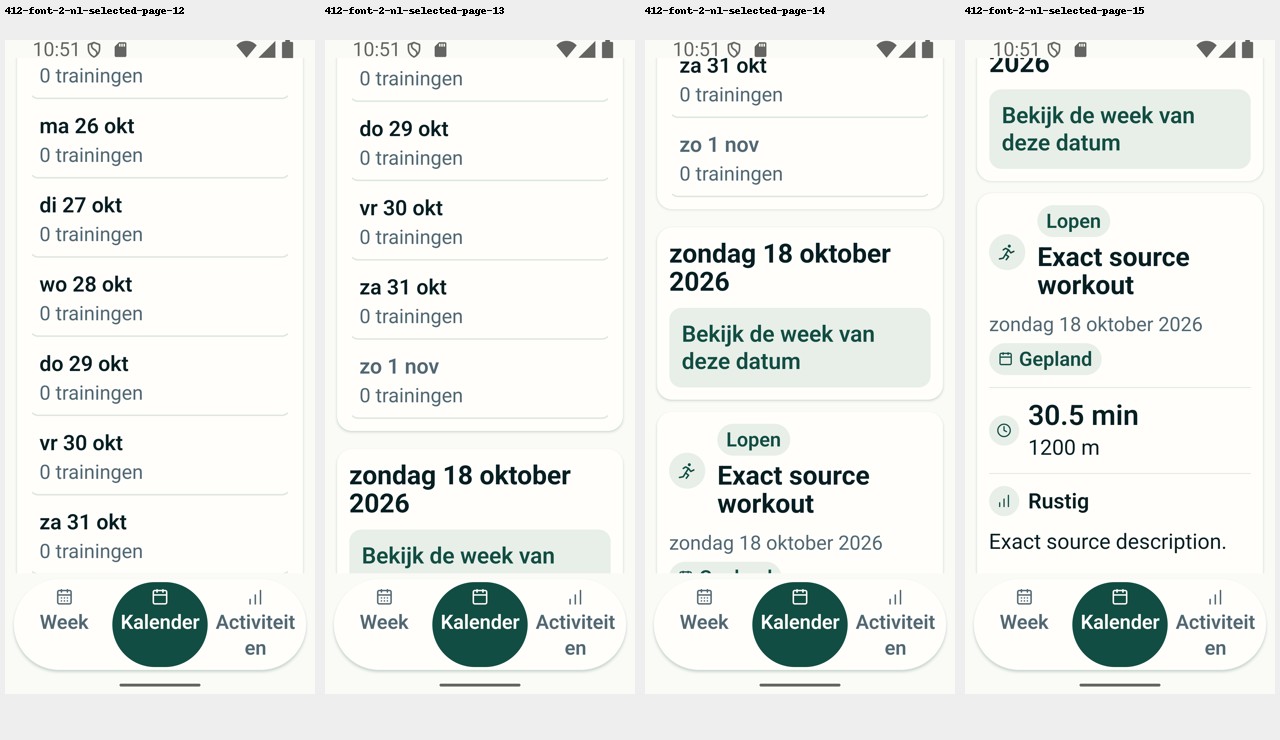 412-font-2-nl-selected-page-12
10:51
0 trainingen
ma 26 okt
0 trainingen
di 27 okt
0 trainingen
wo 28 okt
0 trainingen
do 29 okt
0 trainingen
vr 30 okt
0 trainingen
za 31 okt
0 trainingen
Week
Kalender
Activiteit
en
412-font-2-nl-selected-page-13
10:51
0 trainingen
do 29 okt
0 trainingen
vr 30 okt
0 trainingen
za 31 okt
0 trainingen
zo 1 nov
0 trainingen
zondag 18 oktober
2026
Bekijk de week van
Week
Kalender
Activiteit
en
412-font-2-nl-selected-page-14
10:51
za 31 okt
0 trainingen
zo 1 nov
0 trainingen
zondag 18 oktober
2026
Bekijk de week van
deze datum
Lopen
Exact source
workout
zondag 18 oktober 2026
Gepland
Week
Kalender
Activiteit
en
412-font-2-nl-selected-page-15
10:51
2026
Bekijk de week van
deze datum
Lopen
Exact source
workout
zondag 18 oktober 2026
Gepland
30.5 min
1200 m
Rustig
Exact source description.
Week
Kalender
Activiteit
en